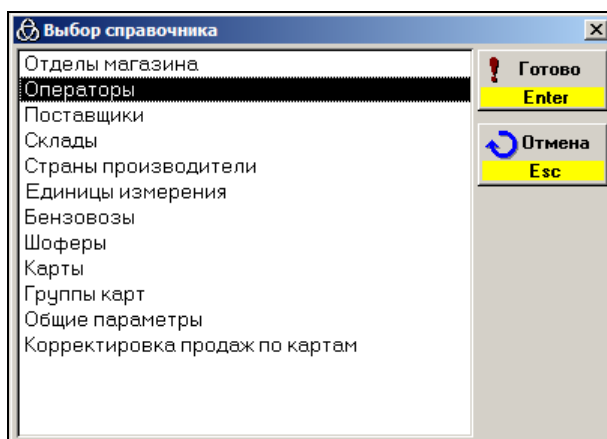 Выбор справочника
Отделы магазина
Операторы
Поставщики
Склады
Страны производители
Единицы измерения
Бензовозы
Шоферы
Карты
Группы карт
Общие параметры
Корректировка продаж по картам
Готово
Enter
Отмена
Esc